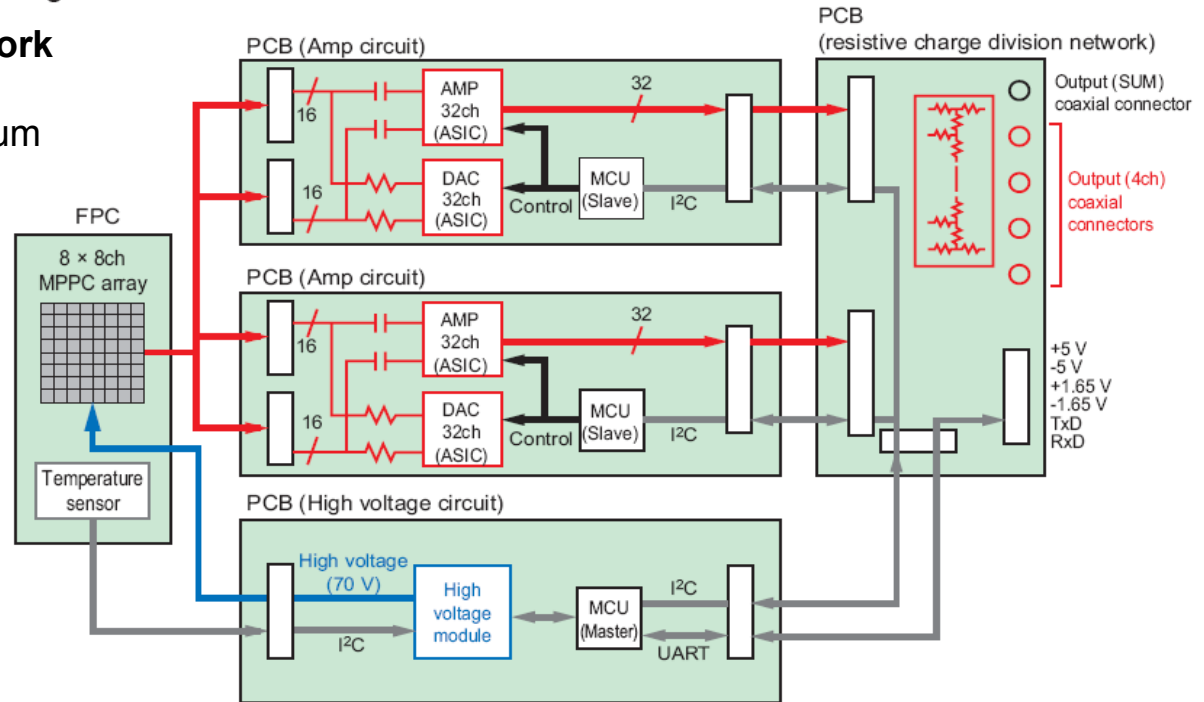 ork
um
PCB (Amp circuit)
16
16
AMP
32ch
(ASIC)
32
DAC
32ch
(ASIC)
Control
MCU
(Slave)
I²C
PCB
(resistive charge division network)
Output (SUM)
coaxial connector
Output (4ch)
coaxial
connectors
FPC
8 × 8ch
MPPC array
Temperature
sensor
PCB (Amp circuit)
16
16
AMP
32ch
(ASIC)
32
DAC
32ch
(ASIC)
Control
MCU
(Slave)
I²C
+5 V
-5 V
+1.65 V
-1.65 V
TxD
RxD
PCB (High voltage circuit)
High voltage
(70 V)
I²C
High
voltage
module
MCU
(Master)
I²C
UART